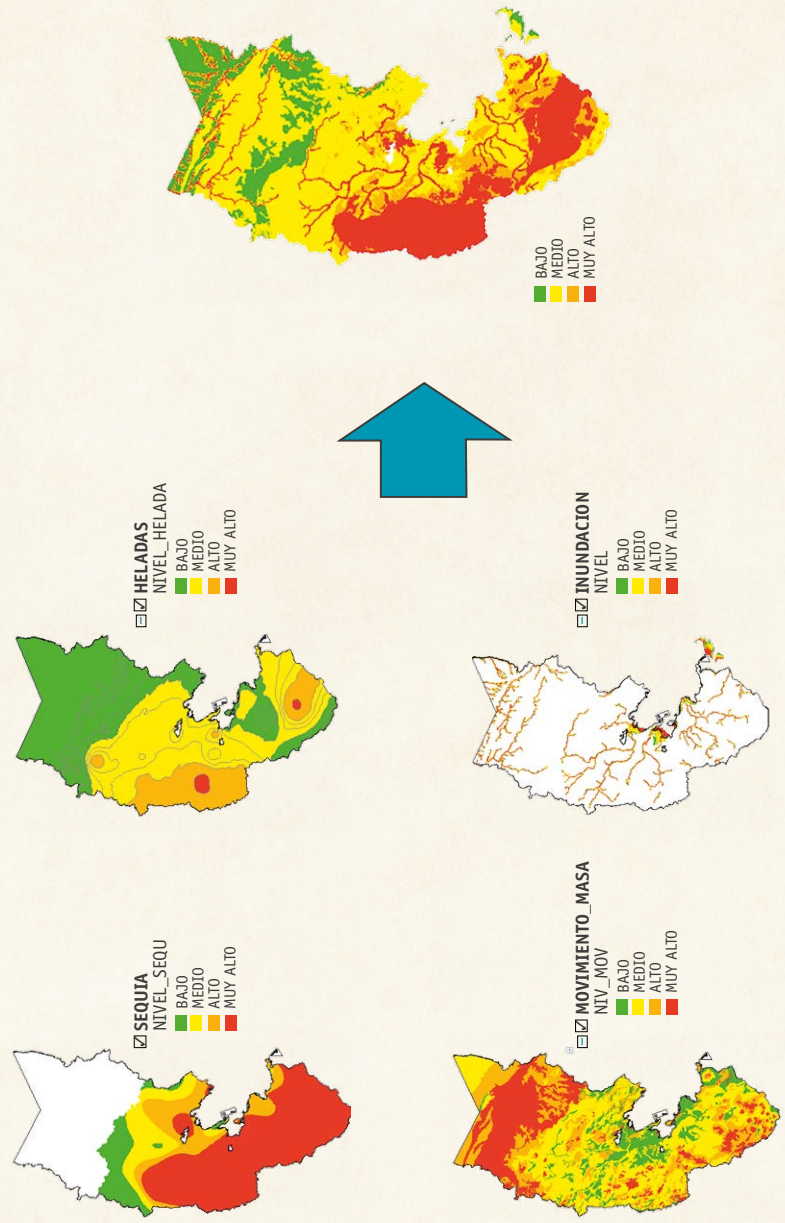 SEQUIA
NIVEL_SEQU
BAJO
MEDIO
ALTO
MUY ALTO
HELADAS
NIVEL_HELADA
BAJO
MEDIO
ALTO
MUY ALTO
MOVIMIENTO_MASA
NIV_MOV
BAJO
MEDIO
ALTO
MUY ALTO
INUNDACION
NIVEL
BAJO
MEDIO
ALTO
MUY ALTO
BAJO
MEDIO
ALTO
MUY ALTO